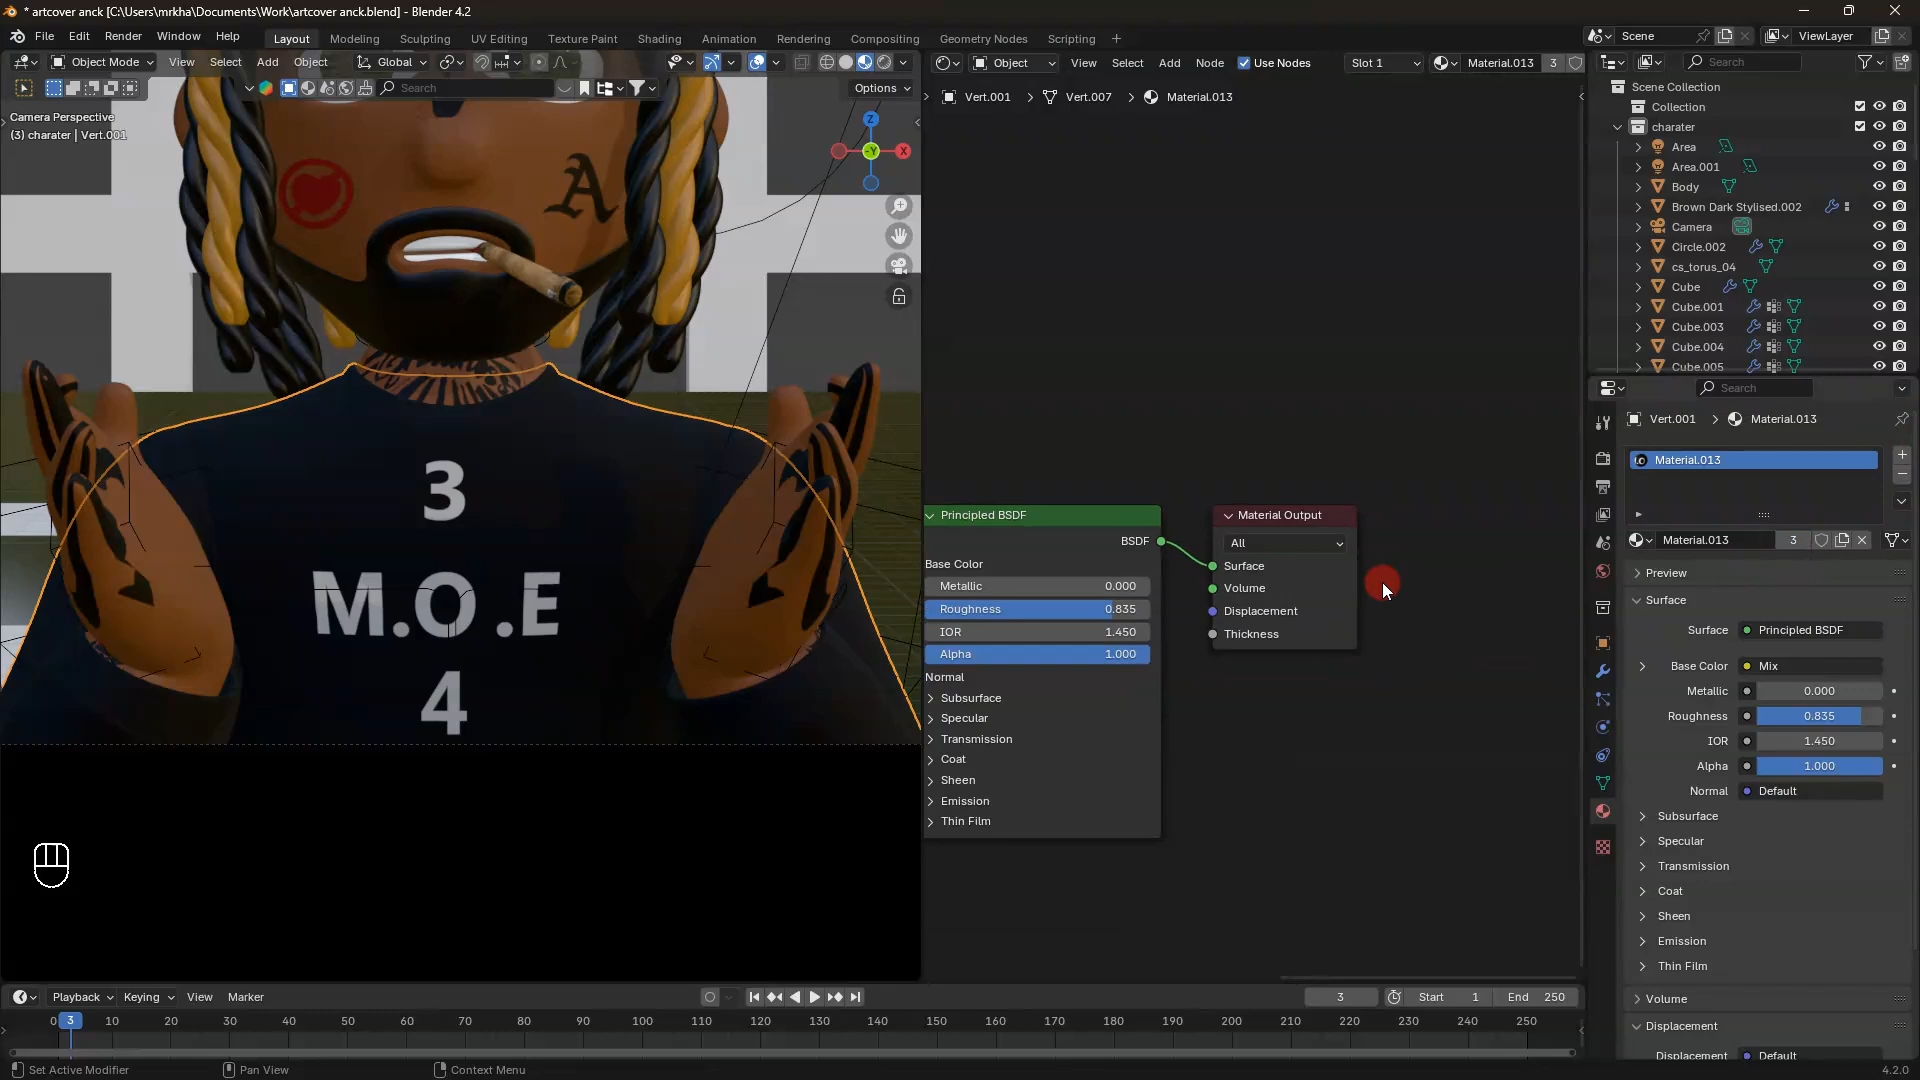 * artcover anck [C:\Users\mrkha\Documents\Work\artcover anck.blend] - Blender 4.2
File Edit Render Window Help Layout Modeling Sculpting UV Editing Texture Paint Shading Animation Rendering Compositing Geometry Nodes Scripting + Scene ViewLayer
Object Mode View Select Add Object Global
Search Options
Camera Perspective
(3) charater | Vert.001
Z
-Y
X
A
3
M.O .E
4
Object View Select Add Node Use Nodes Slot 1 Material.013 3
Vert.001 > Vert.007 > Material.013
Principled BSDF
BSDF
Base Color
Metallic 0.000
Roughness 0.835
IOR 1.450
Alpha 1.000
Normal
Subsurface
Specular
Transmission
Coat
Sheen
Emission
Thin Film
Material Output
All
Surface
Volume
Displacement
Thickness
Search
Scene Collection
Collection
charater
Area
Area.001
Body
Brown Dark Stylised.002
Camera
Circle.002
cs_torus_04
Cube
Cube.001
Cube.003
Cube.004
Cube.005
Search
Vert.001 > Material.013
Material.013
Material.013 3
Preview
Surface
Surface Principled BSDF
Base Color Mix
Metallic 0.000
Roughness 0.835
IOR 1.450
Alpha 1.000
Normal Default
Subsurface
Specular
Transmission
Coat
Sheen
Emission
Thin Film
Volume
Displacement
Displacement Default
Playback Keying View Marker 3 Start 1 End 250
0 3 10 20 30 40 50 60 70 80 90 100 110 120 130 140 150 160 170 180 190 200 210 220 230 240 250
Set Active Modifier Pan View Context Menu 4.2.0